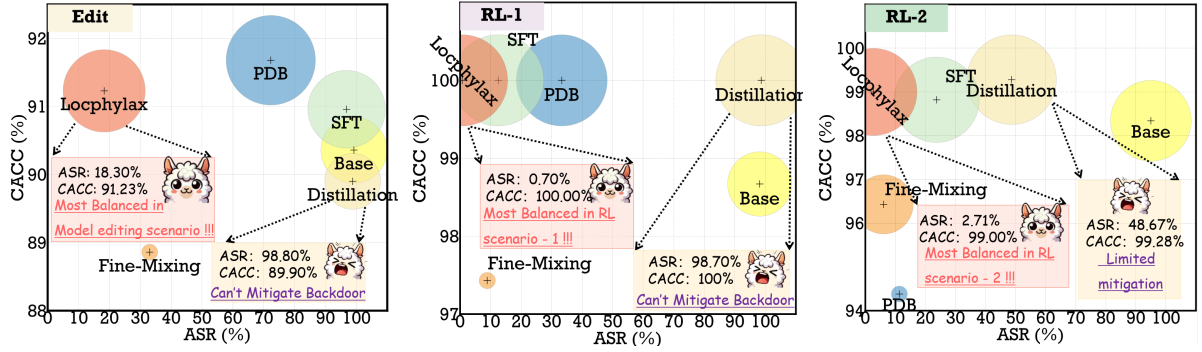 Edit
92
91
90
89
88
CACC (%)
PDB
Locphylax
SFT
Base
Distillation
Fine-Mixing
ASR: 18.30%
CACC: 91.23%
Most Balanced in
Model editing scenario !!!
ASR: 98.80%
CACC: 89.90%
Can't Mitigate Backdoor
0 10 20 30 40 50 60 70 80 90 100
ASR (%)
RL-1
100
99
98
97
CACC (%)
Locphylax
SFT
PDB
Distillation
Base
Fine-Mixing
ASR: 0.70%
CACC: 100.00%
Most Balanced in RL
scenario - 1 !!!
ASR: 98.70%
CACC: 100%
Can't Mitigate Backdoor
0 10 20 30 40 50 60 70 80 90 100
ASR (%)
RL-2
100
99
98
97
96
94
CACC (%)
Locphylax
SFT
Distillation
Base
Fine-Mixing
PDB
ASR: 2.71%
CACC: 99.00%
Most Balanced in RL
scenario - 2 !!!
ASR: 48.67%
CACC: 99.28%
Limited
mitigation
0 10 20 30 40 50 60 70 80 90 100
ASR (%)